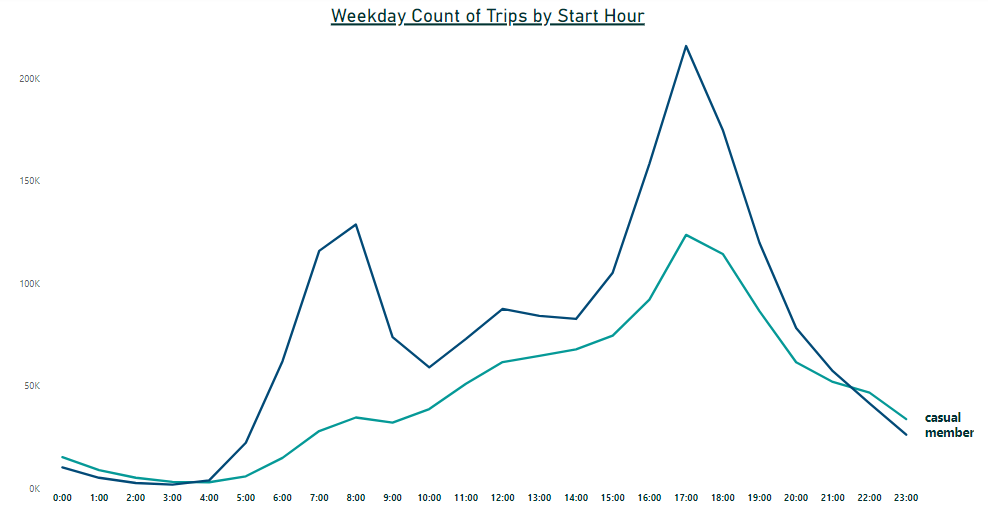 Weekday Count of Trips by Start Hour
200K
150K
100K
50K
0K
0:00 1:00 2:00 3:00 4:00 5:00 6:00 7:00 8:00 9:00 10:00 11:00 12:00 13:00 14:00 15:00 16:00 17:00 18:00 19:00 20:00 21:00 22:00 23:00
casual
member